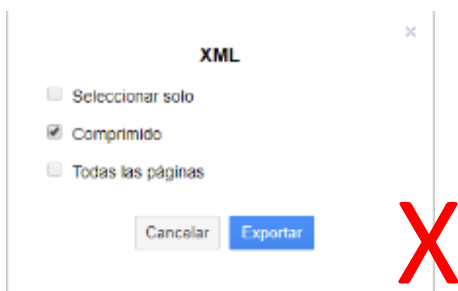 ×
XML
Seleccionar solo
Comprimido
Todas las páginas
Cancelar Exportar
X